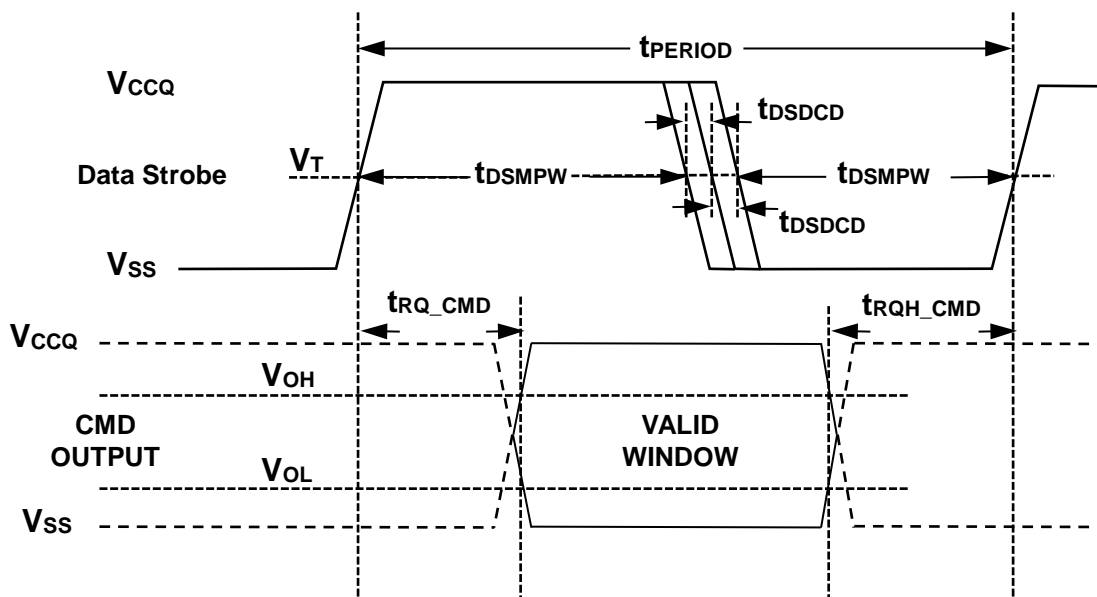 tPERIOD
VCCQ
tDSDCD
Data Strobe
VT
tDSMPW
tDSMPW
tDSDCD
VSS
tRQ_CMD
tRQH_CMD
VCCQ
VOH
CMD
OUTPUT
VALID
WINDOW
VOL
VSS